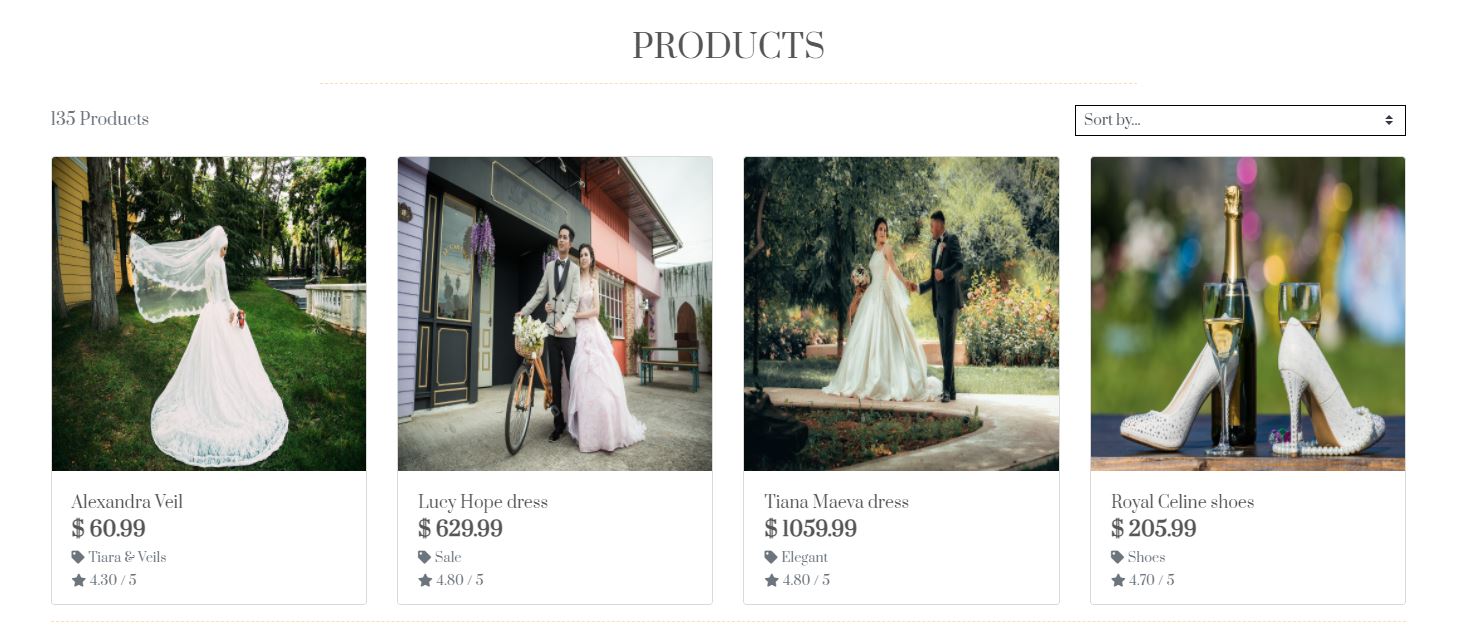 PRODUCTS
135 Products
Sort by...
Alexandra Veil
$ 60.99
Tiara & Veils
4.30 / 5
Lucy Hope dress
$ 629.99
Sale
4.80 / 5
Tiana Maeva dress
$ 1059.99
Elegant
4.80 / 5
Royal Celine shoes
$ 205.99
Shoes
4.70 / 5